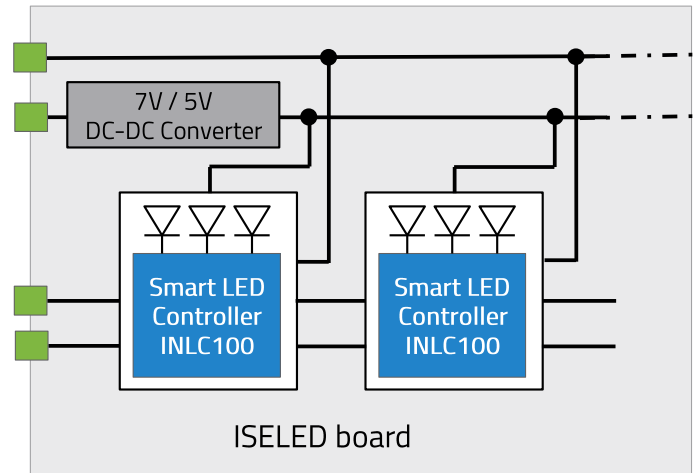 7V / 5V
DC-DC Converter
Smart LED
Controller
INLC100
Smart LED
Controller
INLC100
ISELED board